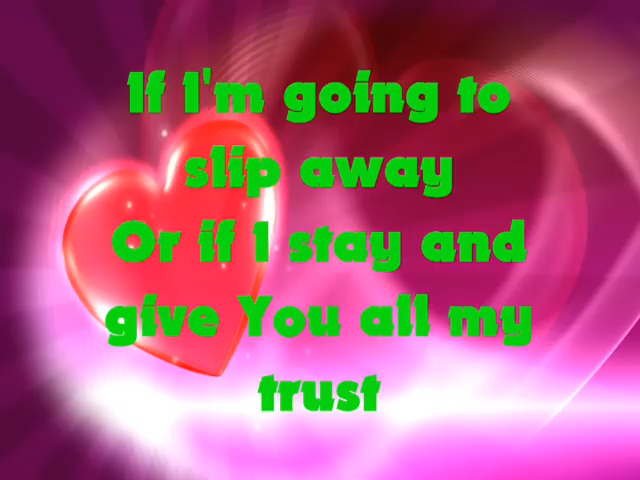 If I'm going to
slip away
Or if I stay and
give You all my
trust